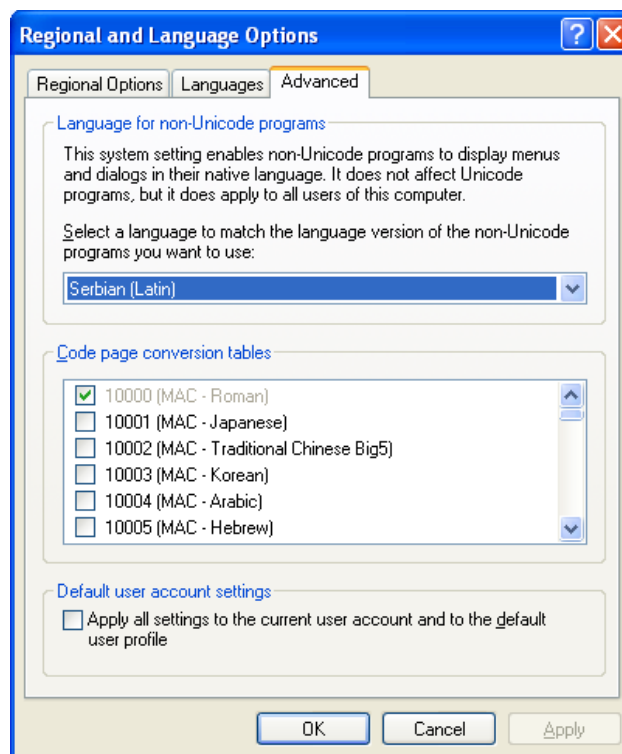 Regional and Language Options
Regional Options Languages Advanced
Language for non-Unicode programs
This system setting enables non-Unicode programs to display menus
and dialogs in their native language. It does not affect Unicode
programs, but it does apply to all users of this computer.
Select a language to match the language version of the non-Unicode
programs you want to use:
Serbian (Latin)
Code page conversion tables
10000 (MAC - Roman)
10001 (MAC - Japanese)
10002 (MAC - Traditional Chinese Big5)
10003 (MAC - Korean)
10004 (MAC - Arabic)
10005 (MAC - Hebrew)
Default user account settings
Apply all settings to the current user account and to the default
user profile
OK Cancel Apply